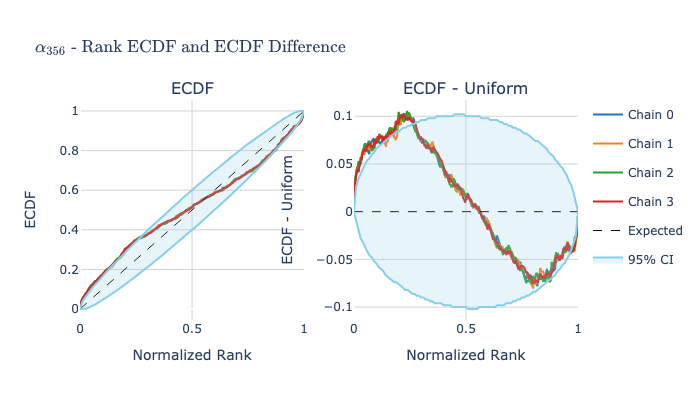 α356 - Rank ECDF and ECDF Difference
ECDF
ECDF - Uniform
1
0.8
0.6
0.4
0.2
0
ECDF
0
0.5
1
Normalized Rank
0.1
0.05
0
−0.05
−0.1
ECDF - Uniform
0
0.5
1
Normalized Rank
Chain 0
Chain 1
Chain 2
Chain 3
Expected
95% CI